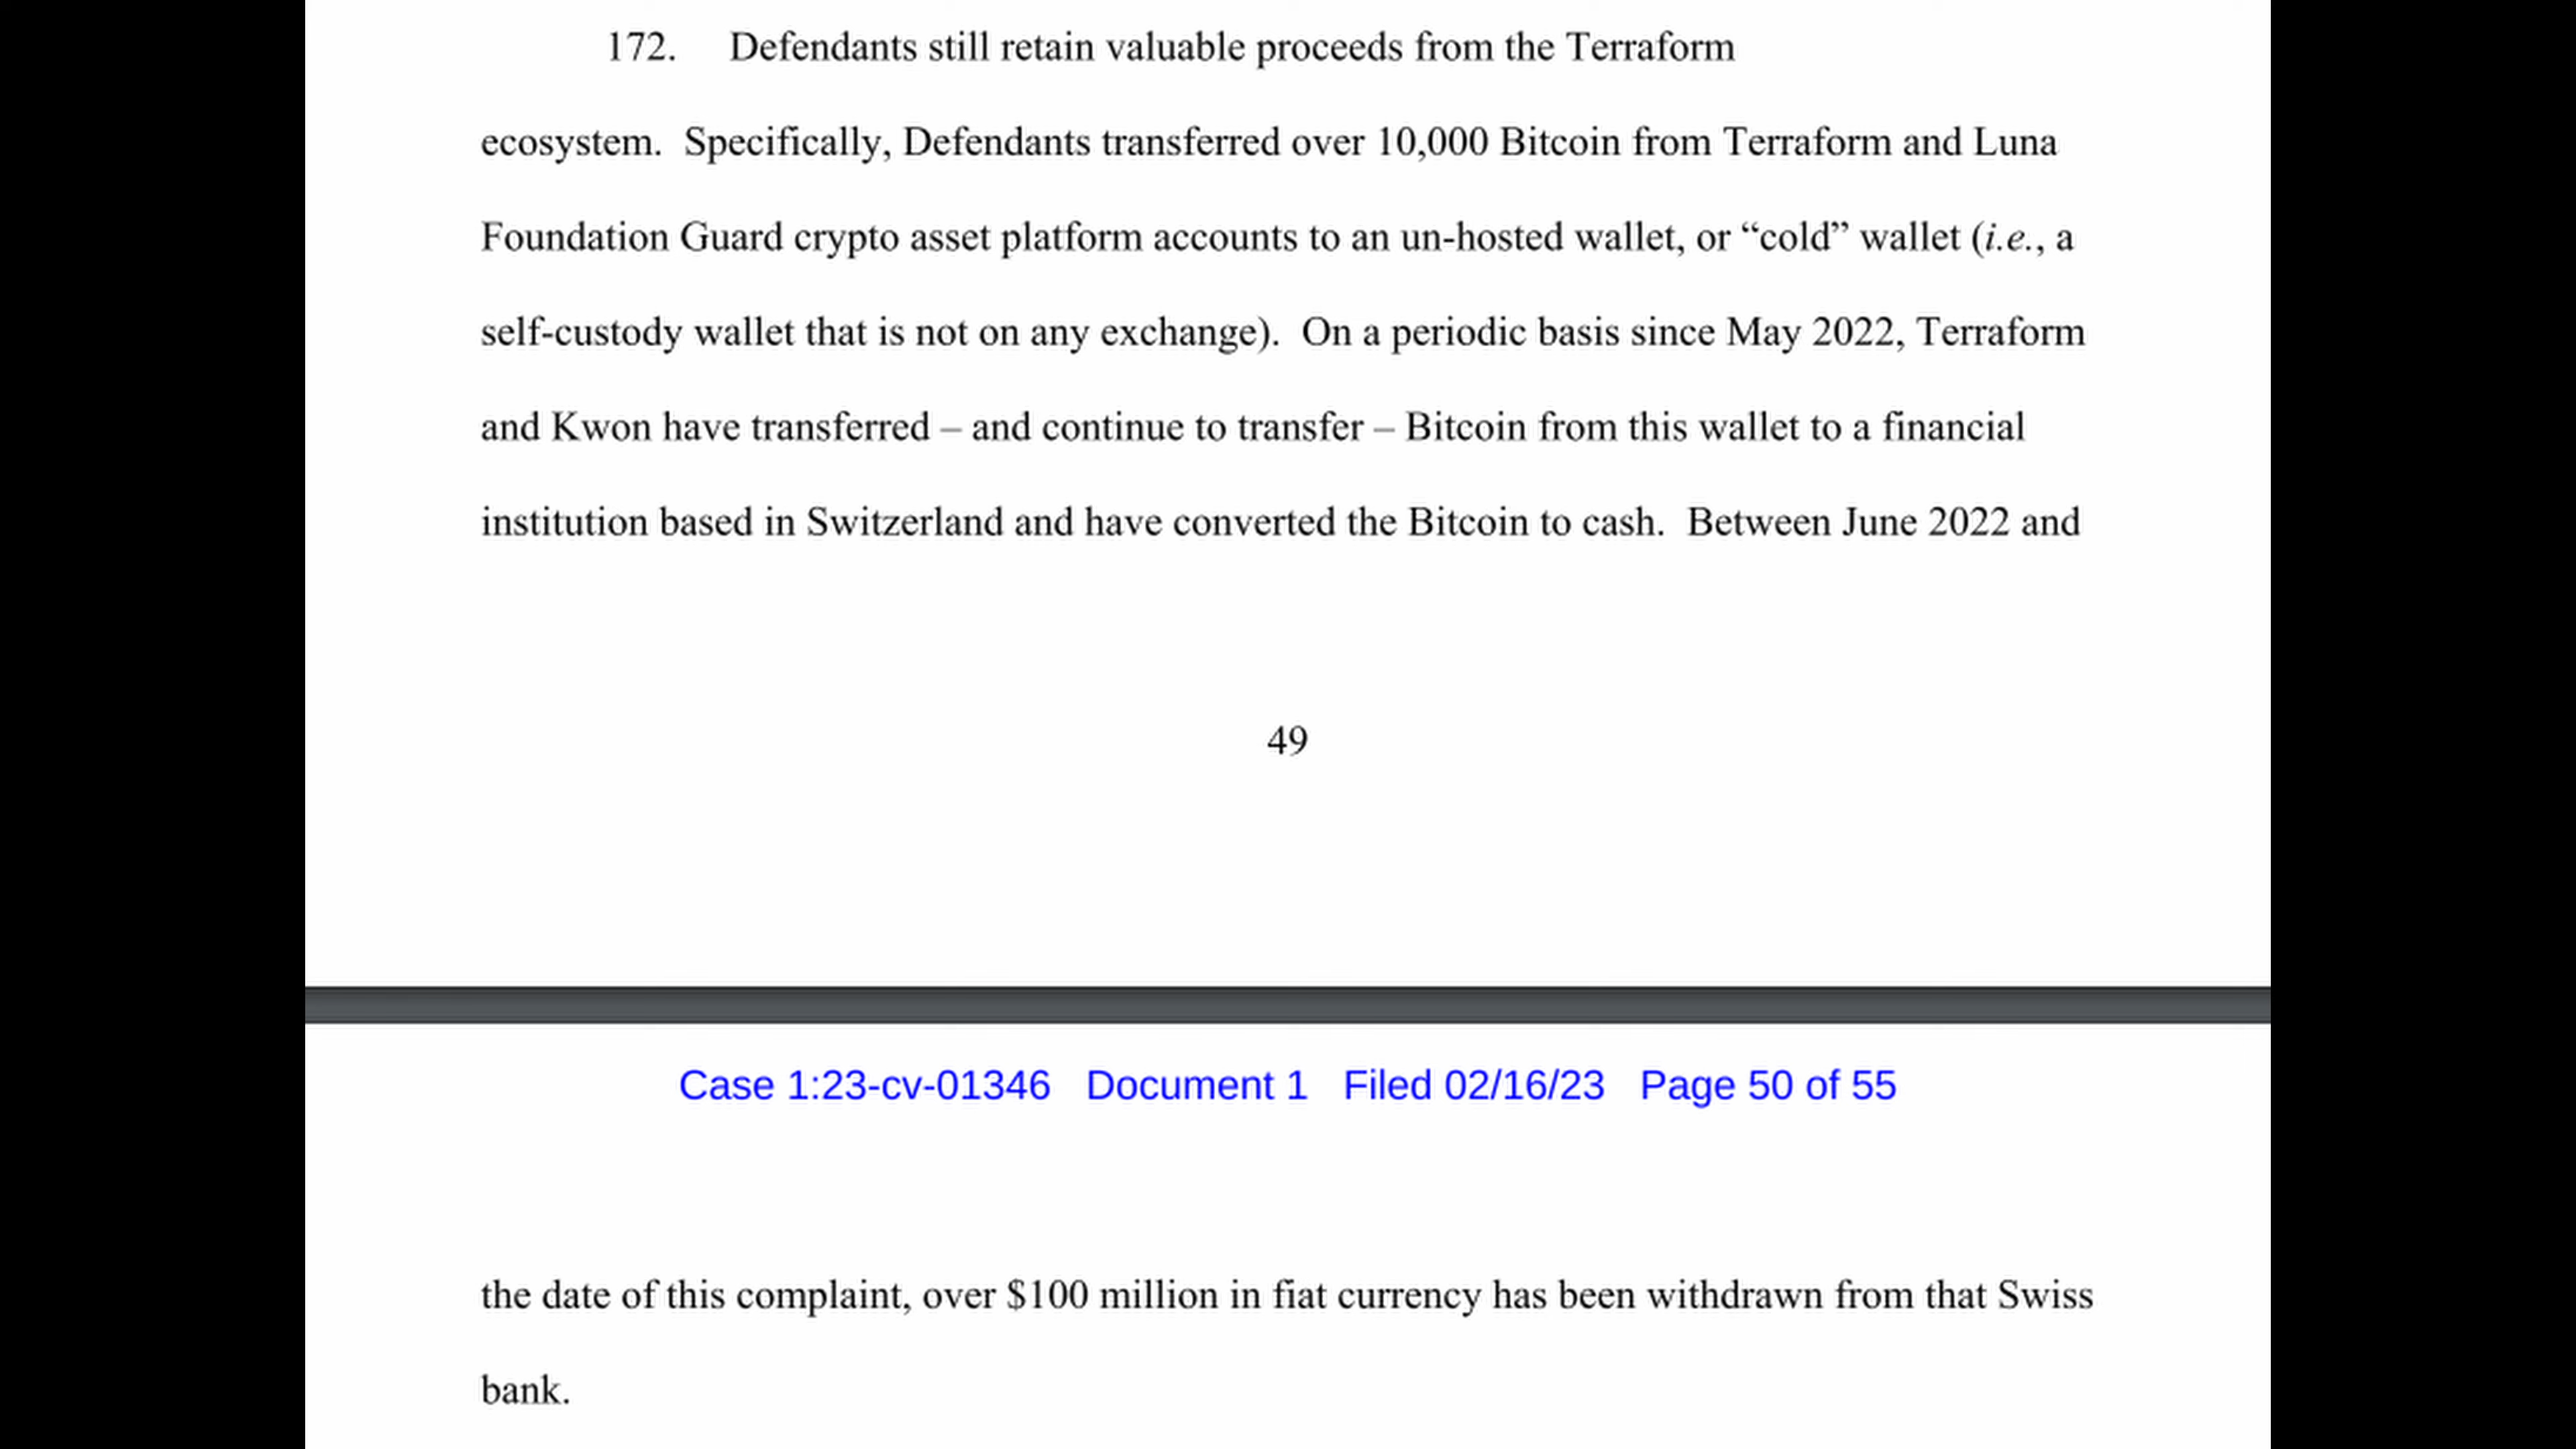 172. Defendants still retain valuable proceeds from the Terraform
ecosystem. Specifically, Defendants transferred over 10,000 Bitcoin from Terraform and Luna
Foundation Guard crypto asset platform accounts to an un-hosted wallet, or “cold” wallet (i.e., a
self-custody wallet that is not on any exchange). On a periodic basis since May 2022, Terraform
and Kwon have transferred – and continue to transfer – Bitcoin from this wallet to a financial
institution based in Switzerland and have converted the Bitcoin to cash. Between June 2022 and
49
Case 1:23-cv-01346 Document 1 Filed 02/16/23 Page 50 of 55
the date of this complaint, over $100 million in fiat currency has been withdrawn from that Swiss
bank.